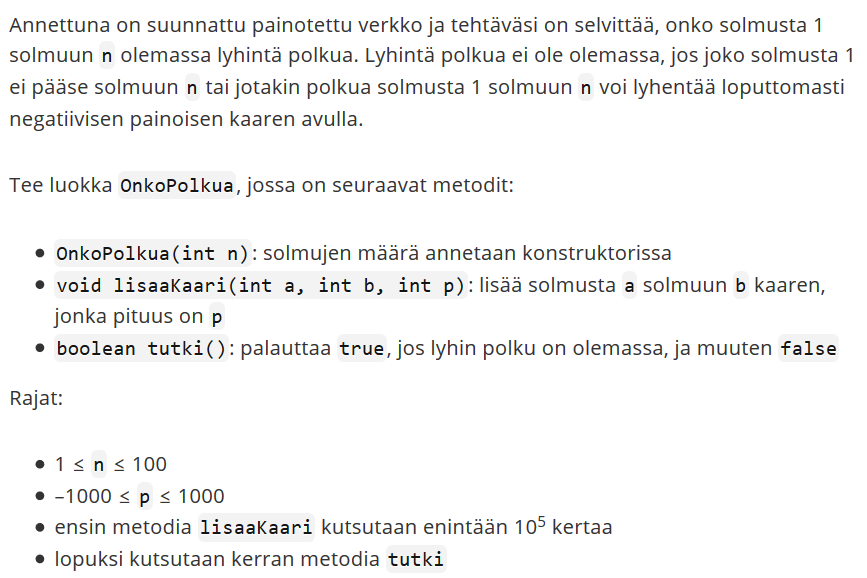 Annettuna on suunnattu painotettu verkko ja tehtäväsi on selvittää, onko solmusta 1
solmuun n olemassa lyhintä polkua. Lyhintä polkua ei ole olemassa, jos joko solmusta 1
ei pääse solmuun n tai jotakin polkua solmusta 1 solmuun n voi lyhentää loputtomasti
negatiivisen painoisen kaaren avulla.
Tee luokka OnkoPolkua, jossa on seuraavat metodit:
• OnkoPolkua(int n): solmujen määrä annetaan konstruktorissa
• void lisaaKaari(int a, int b, int p): lisää solmusta a solmuun b kaaren,
jonka pituus on p
• boolean tutki(): palauttaa true, jos lyhin polku on olemassa, ja muuten false
Rajat:
• 1 ≤ n ≤ 100
• –1000 ≤ p ≤ 1000
• ensin metodia lisaaKaari kutsutaan enintään 10⁵ kertaa
• lopuksi kutsutaan kerran metodia tutki